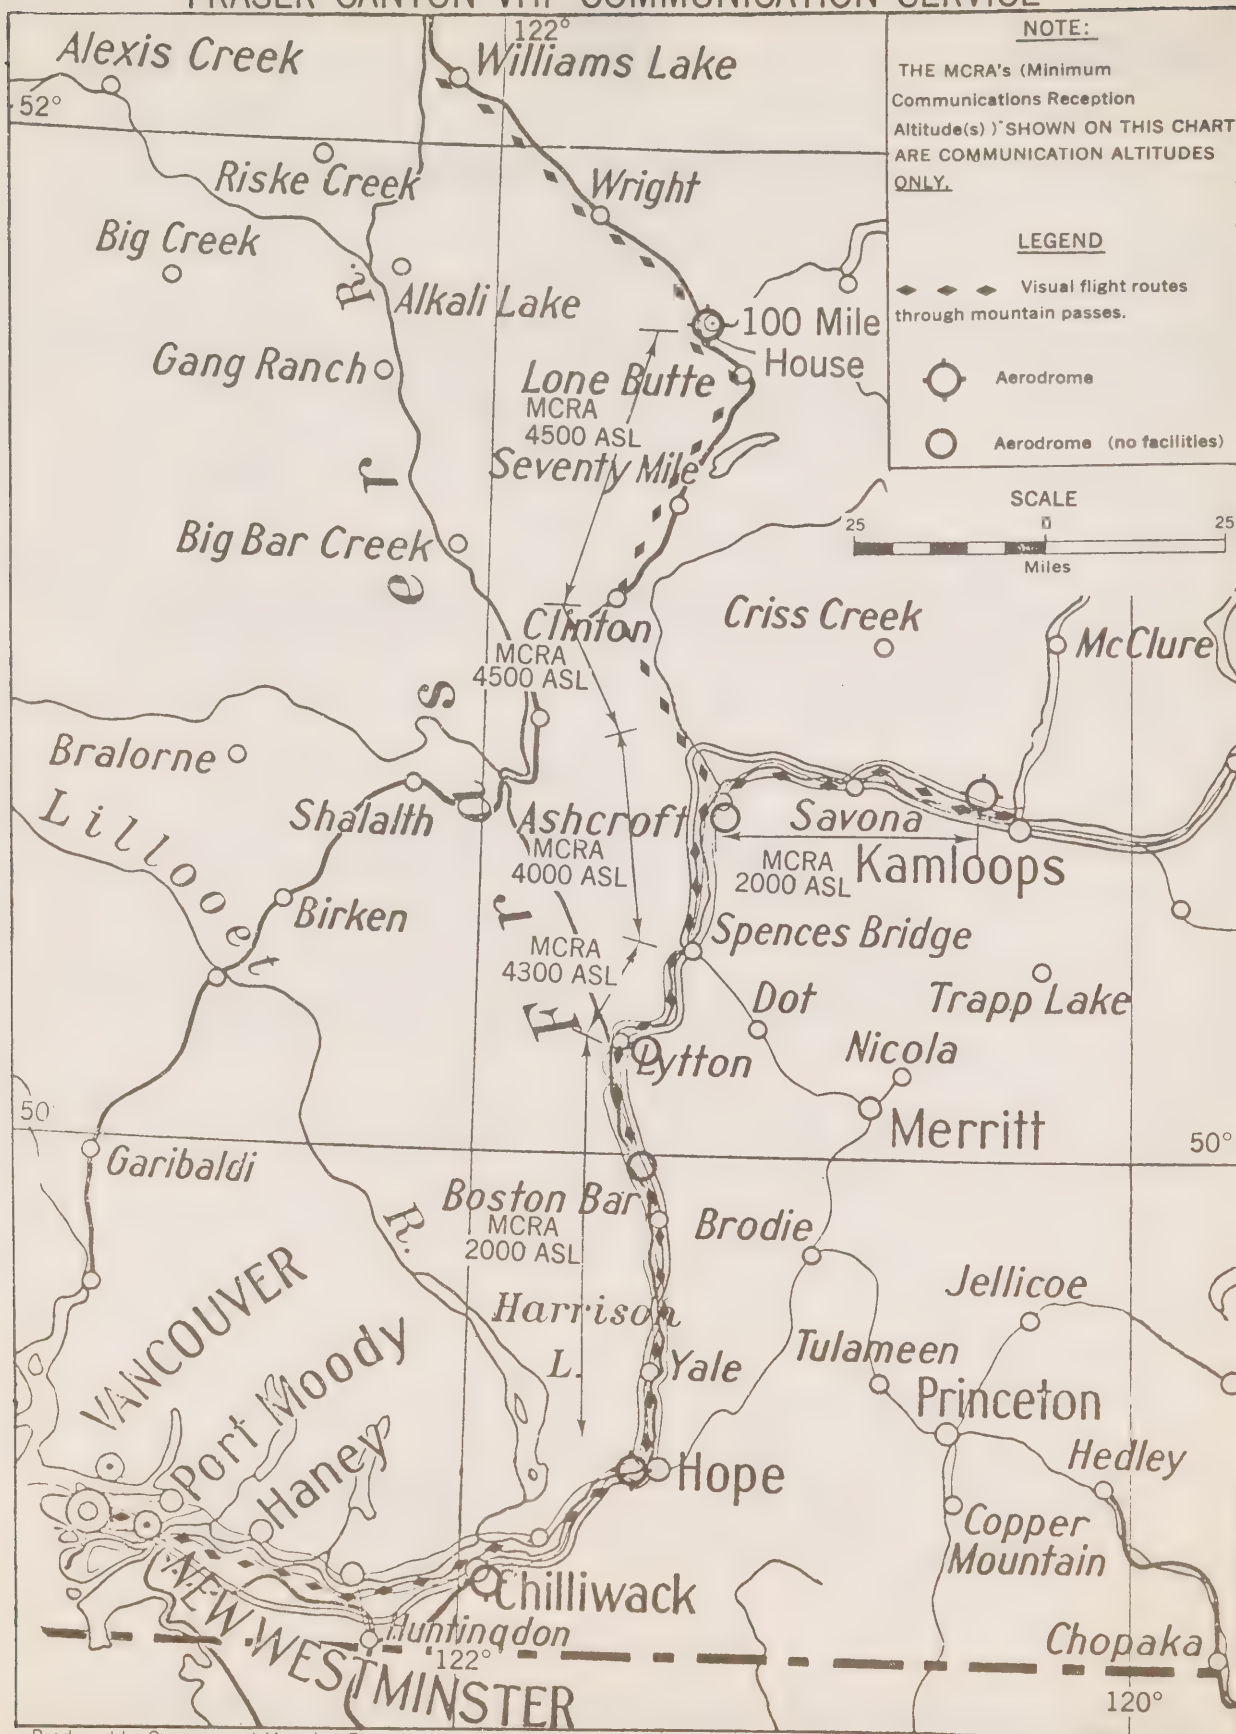 FRASER CANYON VHF COMMUNICATION SERVICE
122°
NOTE:
THE MCRA's (Minimum
Communications Reception
Altitude(s) ) SHOWN ON THIS CHART
ARE COMMUNICATION ALTITUDES
ONLY.
LEGEND
Visual flight routes
through mountain passes.
Aerodrome
Aerodrome (no facilities)
SCALE
25 0 25
Miles
Alexis Creek
Williams Lake
52°
Riske Creek
Wright
Big Creek
R.
Alkali Lake
100 Mile
House
Gang Ranch
Lone Butte
MCRA
4500 ASL
Seventy Mile
Big Bar Creek
Clinton
MCRA
4500 ASL
Criss Creek
McClure
Bralorne
Shalalth
Ashcroft
MCRA
4000 ASL
Savona
MCRA
2000 ASL
Kamloops
Lillooet
Birken
Fraser
Spences Bridge
MCRA
4300 ASL
Dot
Trapp Lake
Lytton
Nicola
Merritt
50
50°
Garibaldi
Boston Bar
MCRA
2000 ASL
R.
Brodie
Jellicoe
Harrison
L.
Yale
Tulameen
Princeton
VANCOUVER
Port Moody
Haney
Hope
Hedley
Copper
Mountain
Chilliwack
NEW WESTMINSTER
Huntingdon
122°
Chopaka
120°